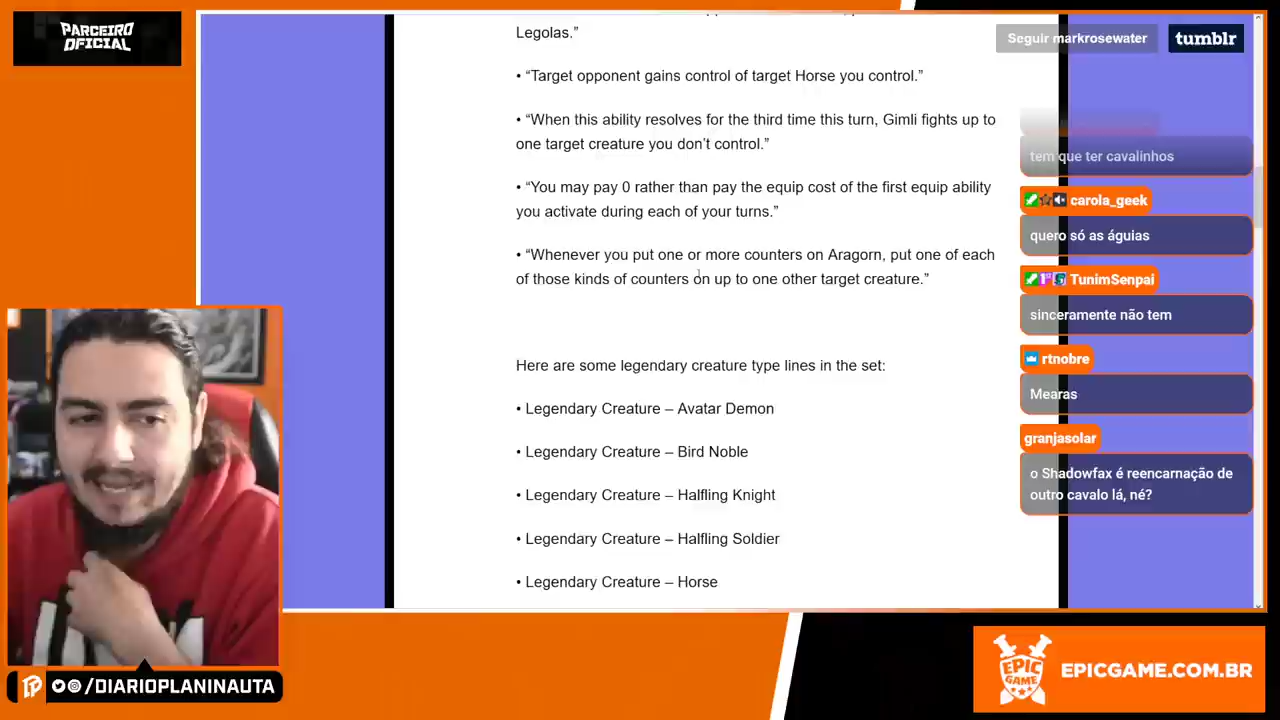 PARCEIRO
OFICIAL
Legolas.”
• “Target opponent gains control of target Horse you control.”
• “When this ability resolves for the third time this turn, Gimli fights up to
one target creature you don’t control.”
• “You may pay 0 rather than pay the equip cost of the first equip ability
you activate during each of your turns.”
• “Whenever you put one or more counters on Aragorn, put one of each
of those kinds of counters on up to one other target creature.”
Here are some legendary creature type lines in the set:
• Legendary Creature – Avatar Demon
• Legendary Creature – Bird Noble
• Legendary Creature – Halfling Knight
• Legendary Creature – Halfling Soldier
• Legendary Creature – Horse
Seguir markrosewater
tumblr
tem que ter cavalinhos
carola_geek
quero só as águias
1º TunimSenpai
sinceramente não tem
rtnobre
Mearas
granjasolar
o Shadowfax é reencarnação de
outro cavalo lá, né?
/DIARIOPLANINAUTA
EPIC
GAME
EPICGAME.COM.BR